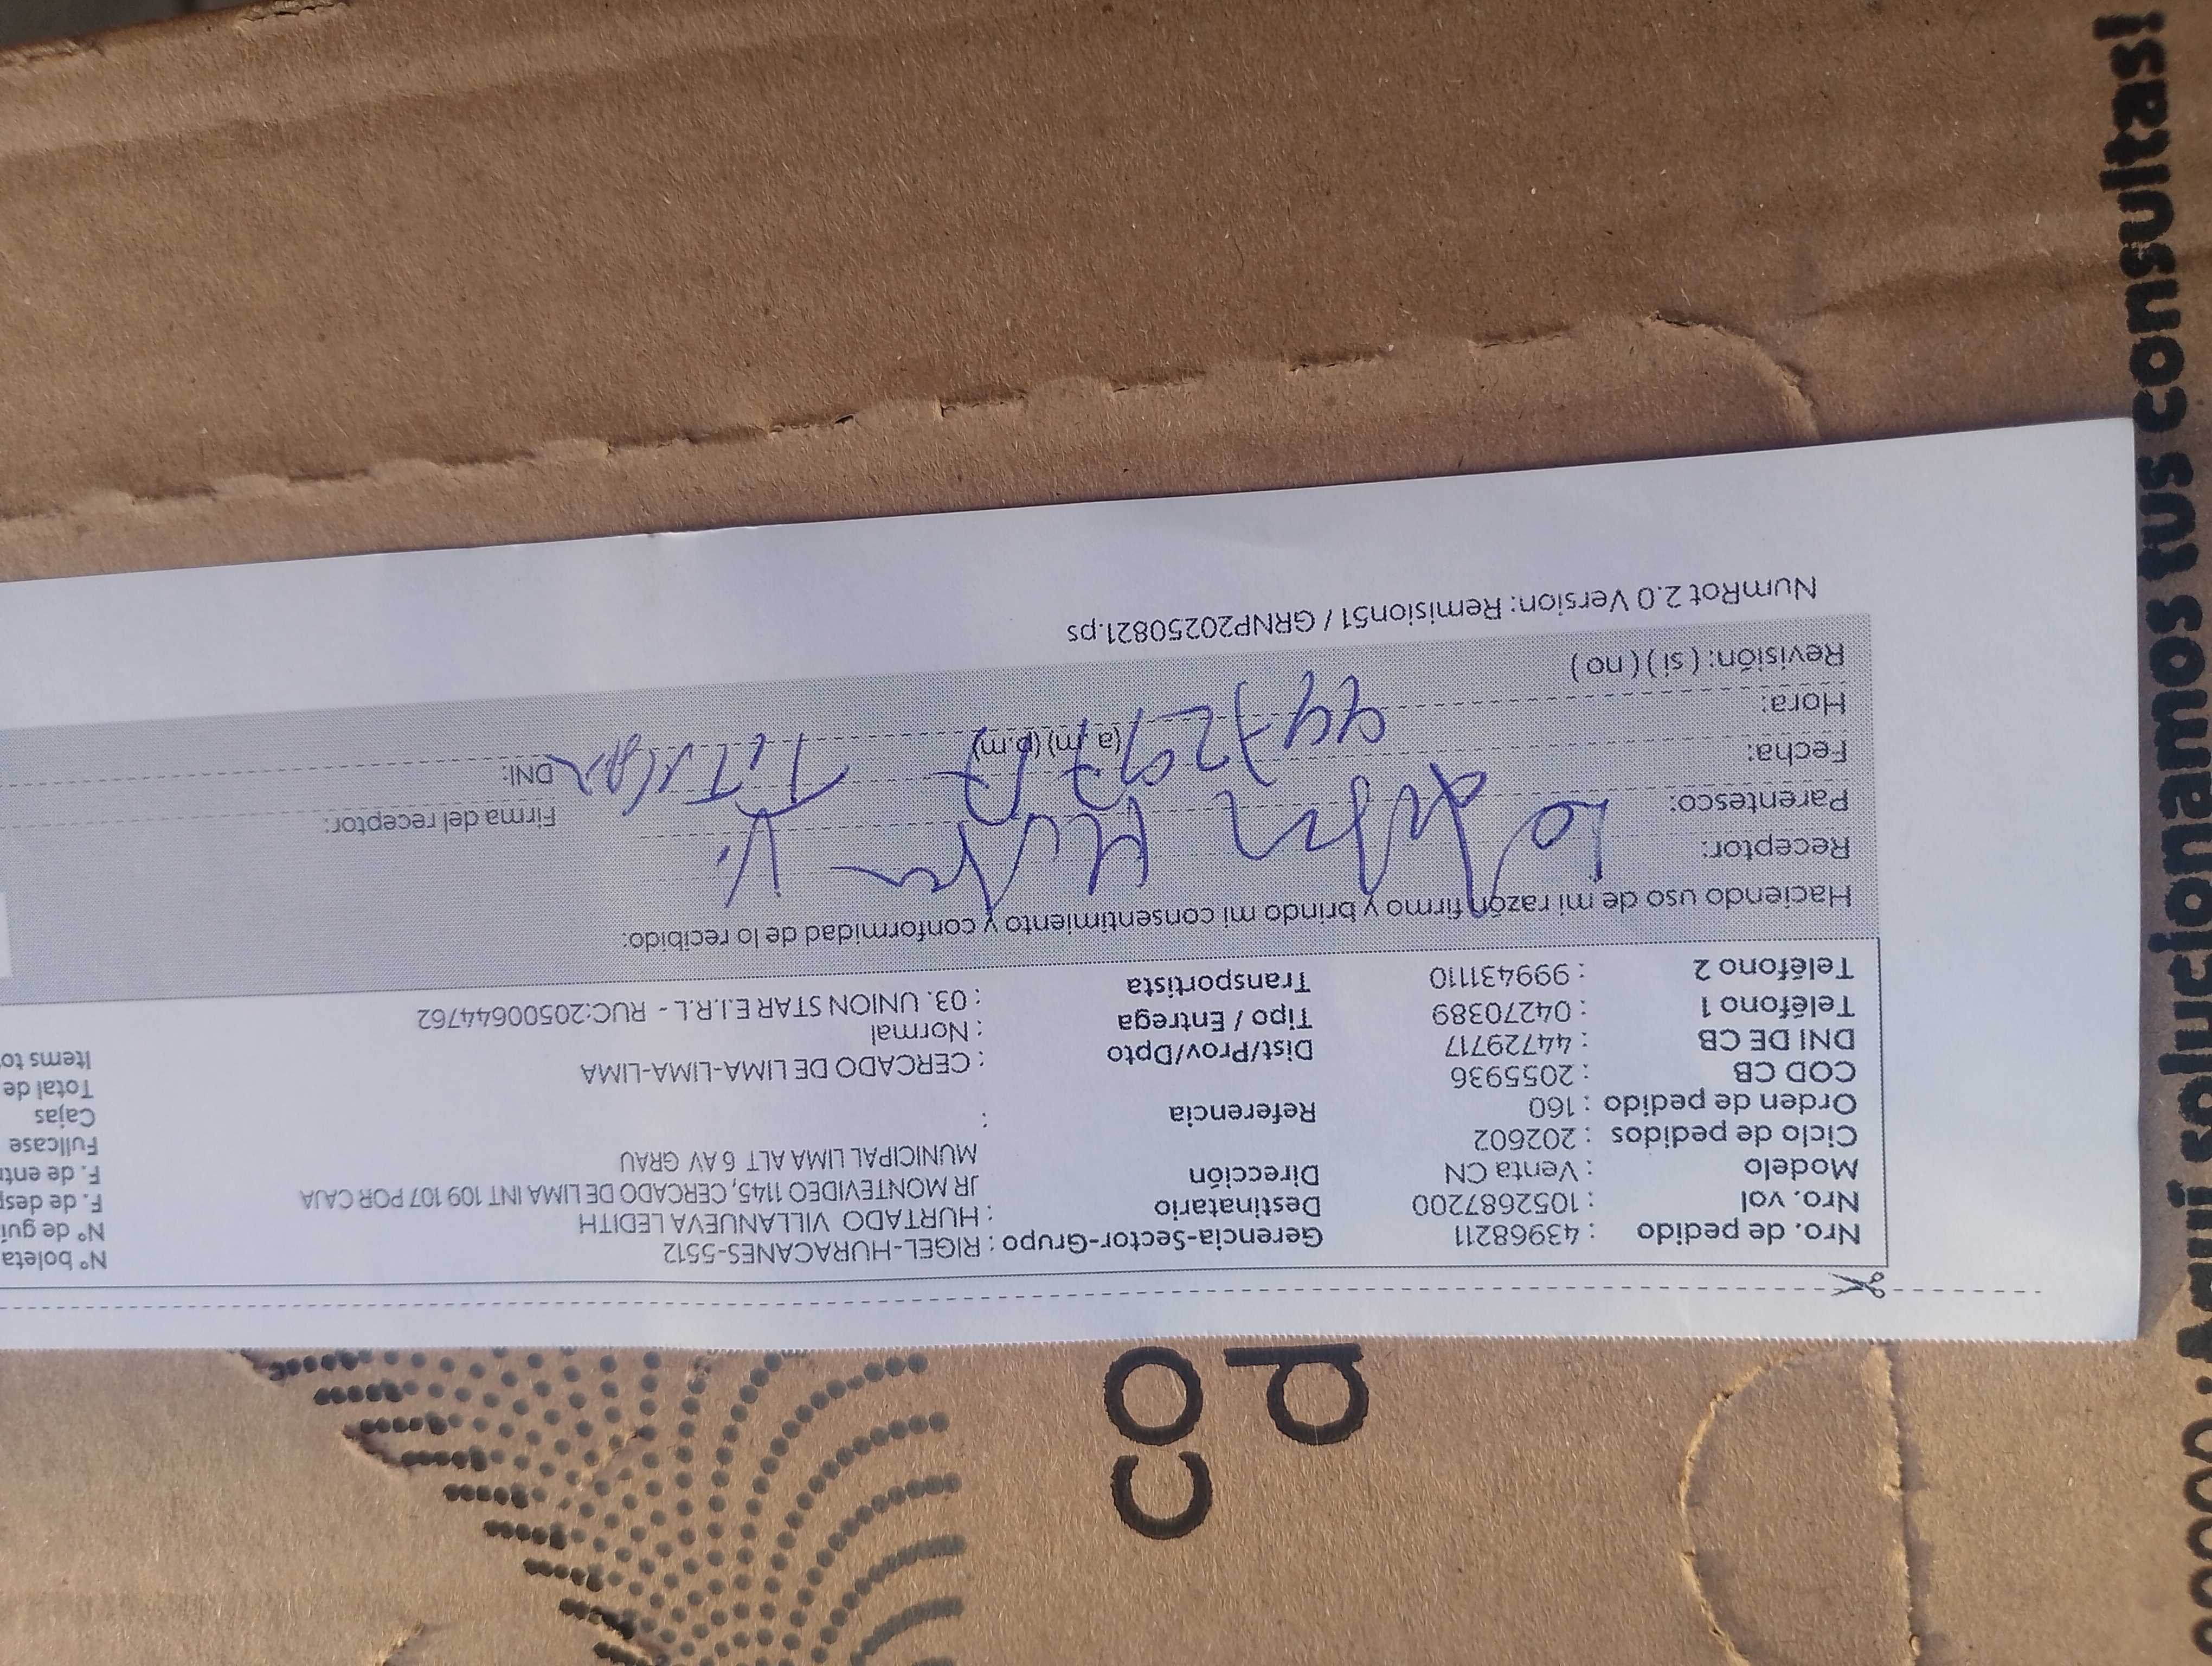 Nro. de pedido : 43968211 Gerencia-Sector-Grupo : RIGEL-HURACANES-5512 Nº boleta
Nro. vol : 1052687200 Destinatario : HURTADO VILLANUEVA LEDITH
Modelo : Venta CN Dirección JR MONTEVIDEO 1145, CERCADO DE LIMA INT 109 107 POR CAJA
Ciclo de pedidos : 202602 MUNICIPAL LIMA ALT 6 AV GRAU
Orden de pedido : 160 Referencia :
COD CB : 2055936
DNI DE CB : 44729717 Dist/Prov/Dpto : CERCADO DE LIMA-LIMA-LIMA
Teléfono 1 : 04270389 Tipo / Entrega : Normal
Teléfono 2 : 999431110 Transportista : 03. UNION STAR E.I.R.L - RUC:20500644762
Nº de
F. de
F. de
Fullcase
Cajas
Total de
Items
Haciendo uso de mi razón firmo y brindo mi consentimiento y conformidad de lo recibido:
Receptor:
Parentesco: Firma del receptor:
Fecha: Titular DNI:
Hora: 44729717 (a.m) (p.m)
Revisión: ( si ) ( no )
NumRot 2.0 Version: Remision51 / GRNP20250821.ps
co
d
Aquí solucionamos tus consultas!